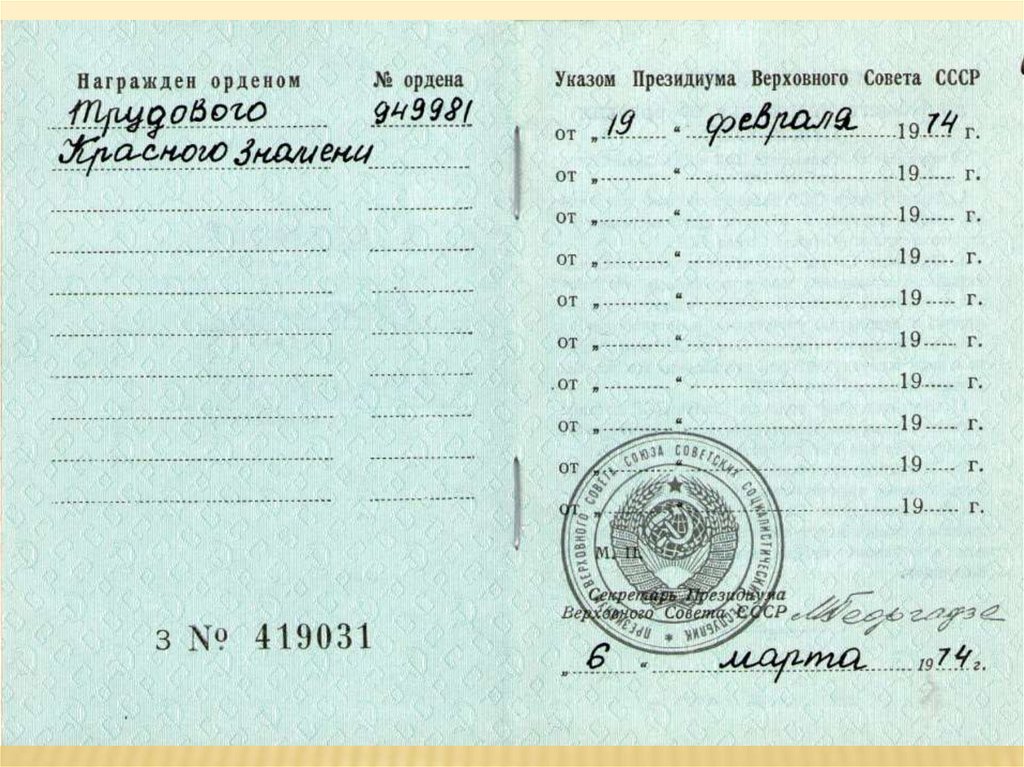 Награжден орденом № ордена
Трудового 949981
Красного Знамени
З № 419031
Указом Президиума Верховного Совета СССР
от „ 19 “ февраля 1974 г.
от „ “ 19 г.
от „ “ 19 г.
от „ “ 19 г.
от „ “ 19 г.
от „ “ 19 г.
от „ “ 19 г.
от „ “ 19 г.
от „ “ 19 г.
от „ “ 19 г.
ПРЕЗИДИУМ ВЕРХОВНОГО СОВЕТА СОЮЗА СОВЕТСКИХ СОЦИАЛИСТИЧЕСКИХ РЕСПУБЛИК
М. П.
Секретарь Президиума
Верховного Совета СССР М Георгадзе
„ 6 “ марта 1974 г.